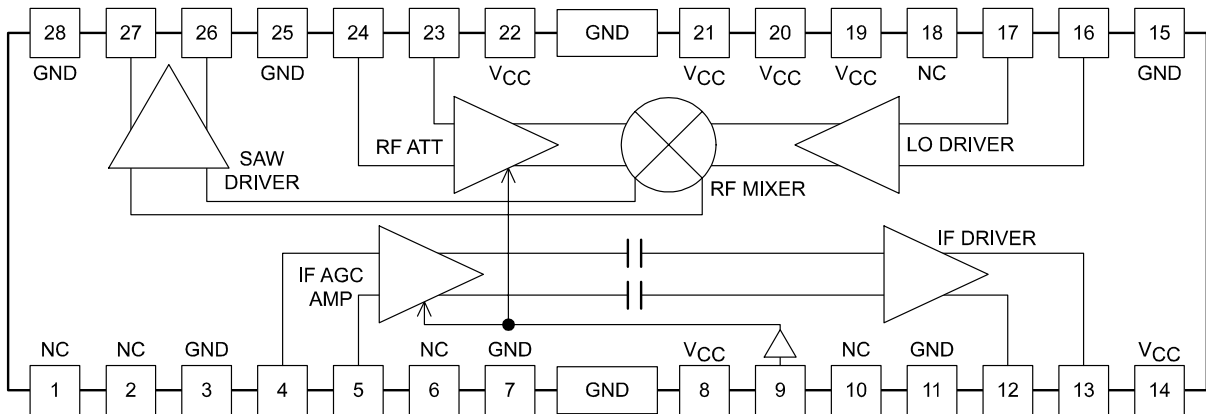 28 27 26 25 24 23 22 GND 21 20 19 18 17 16 15
GND GND VCC VCC VCC VCC NC GND
RF ATT
LO DRIVER
SAW
DRIVER
RF MIXER
IF AGC
AMP
IF DRIVER
NC NC GND NC GND VCC NC GND VCC
1 2 3 4 5 6 7 GND 8 9 10 11 12 13 14